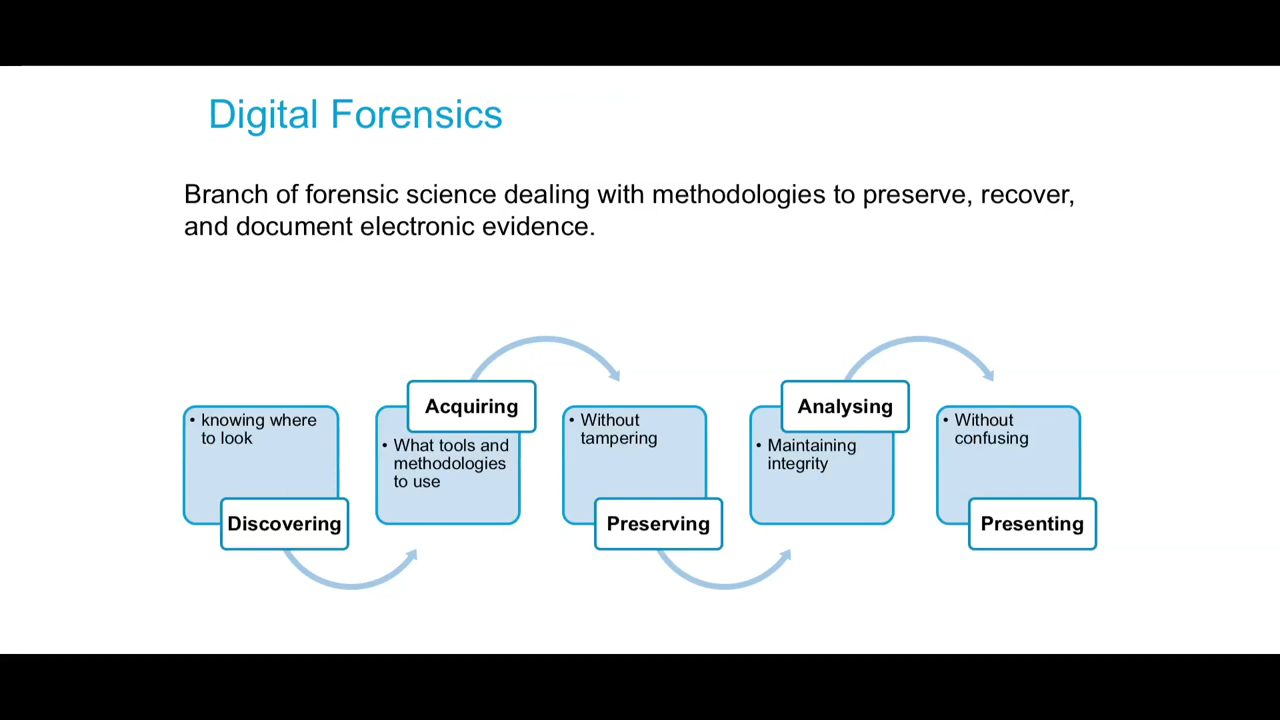 Digital Forensics
Branch of forensic science dealing with methodologies to preserve, recover,
and document electronic evidence.
• knowing where
to look
Discovering
Acquiring
• What tools and
methodologies
to use
• Without
tampering
Preserving
Analysing
• Maintaining
integrity
• Without
confusing
Presenting